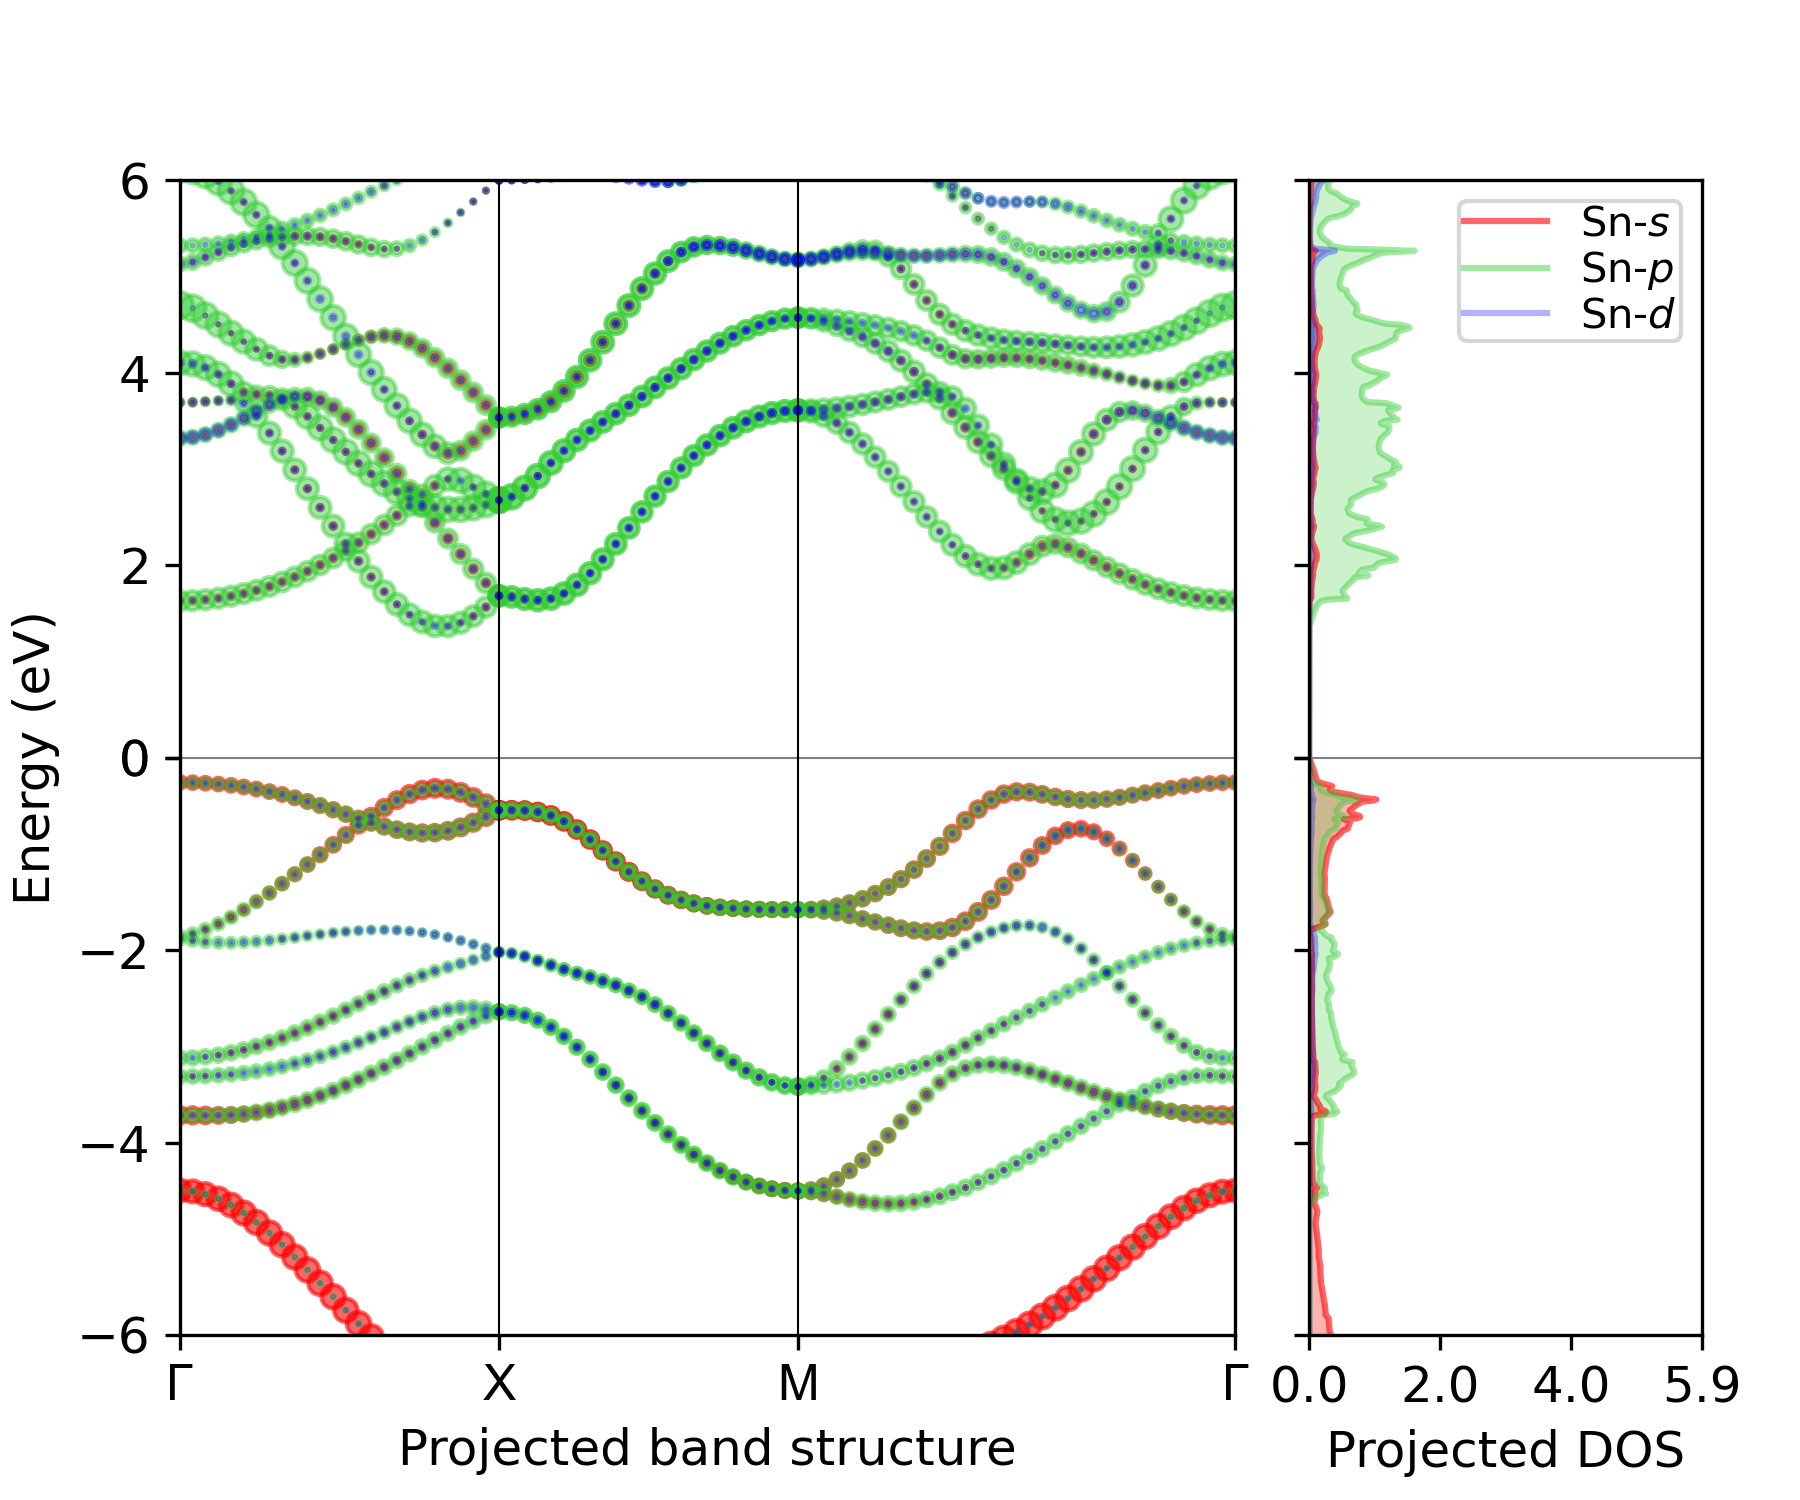 6
4
2
0
−2
−4
−6
Energy (eV)
Γ
X
M
Γ
Projected band structure
Sn-s
Sn-p
Sn-d
0.0
2.0
4.0
5.9
Projected DOS